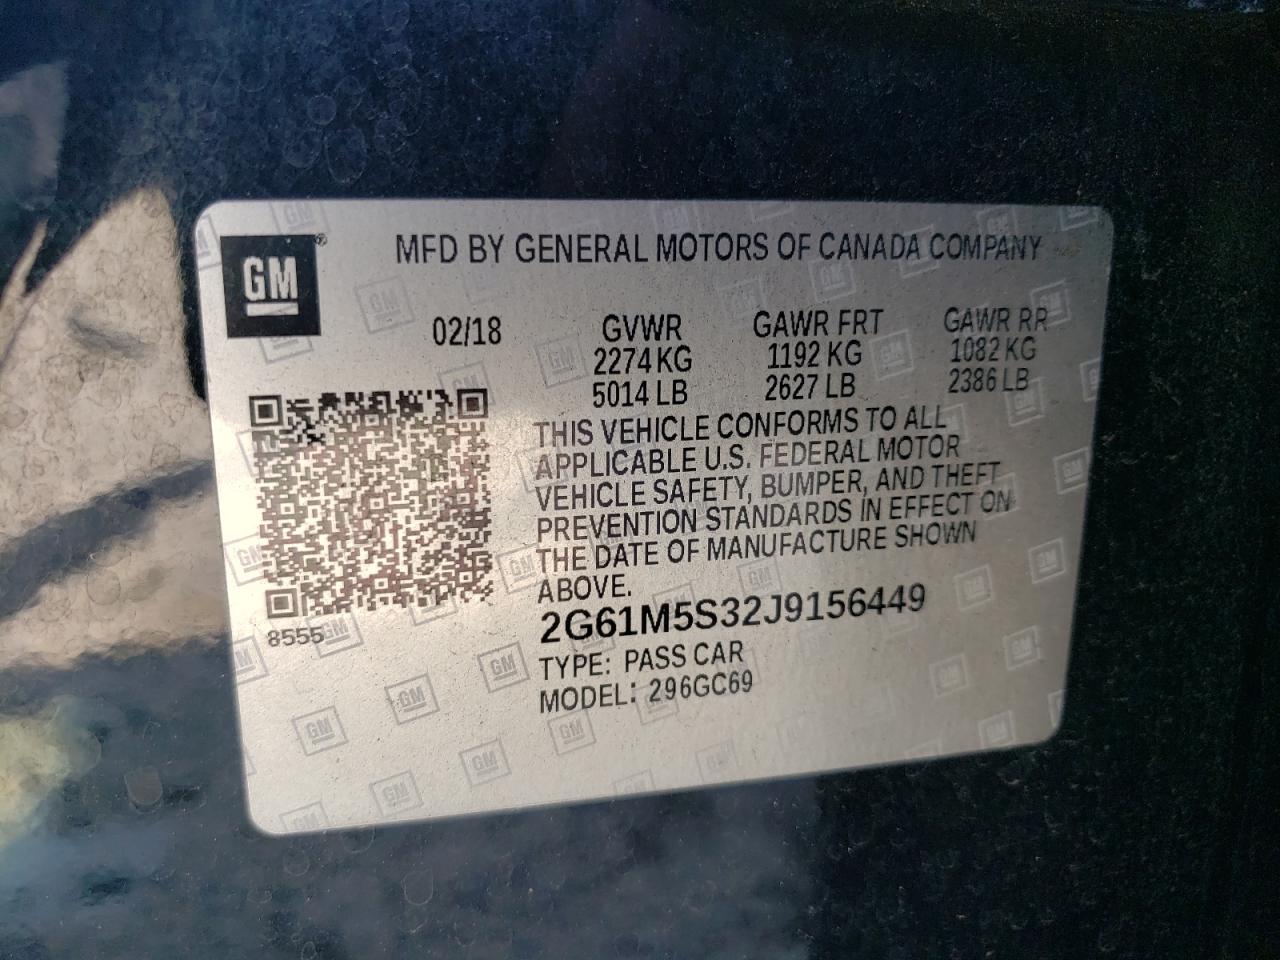 GM
MFD BY GENERAL MOTORS OF CANADA COMPANY
02/18
GVWR GAWR FRT GAWR RR
2274 KG 1192 KG 1082 KG
5014 LB 2627 LB 2386 LB
THIS VEHICLE CONFORMS TO ALL
APPLICABLE U.S. FEDERAL MOTOR
VEHICLE SAFETY, BUMPER, AND THEFT
PREVENTION STANDARDS IN EFFECT ON
THE DATE OF MANUFACTURE SHOWN
ABOVE.
8555
2G61M5S32J9156449
TYPE: PASS CAR
MODEL: 296GC69